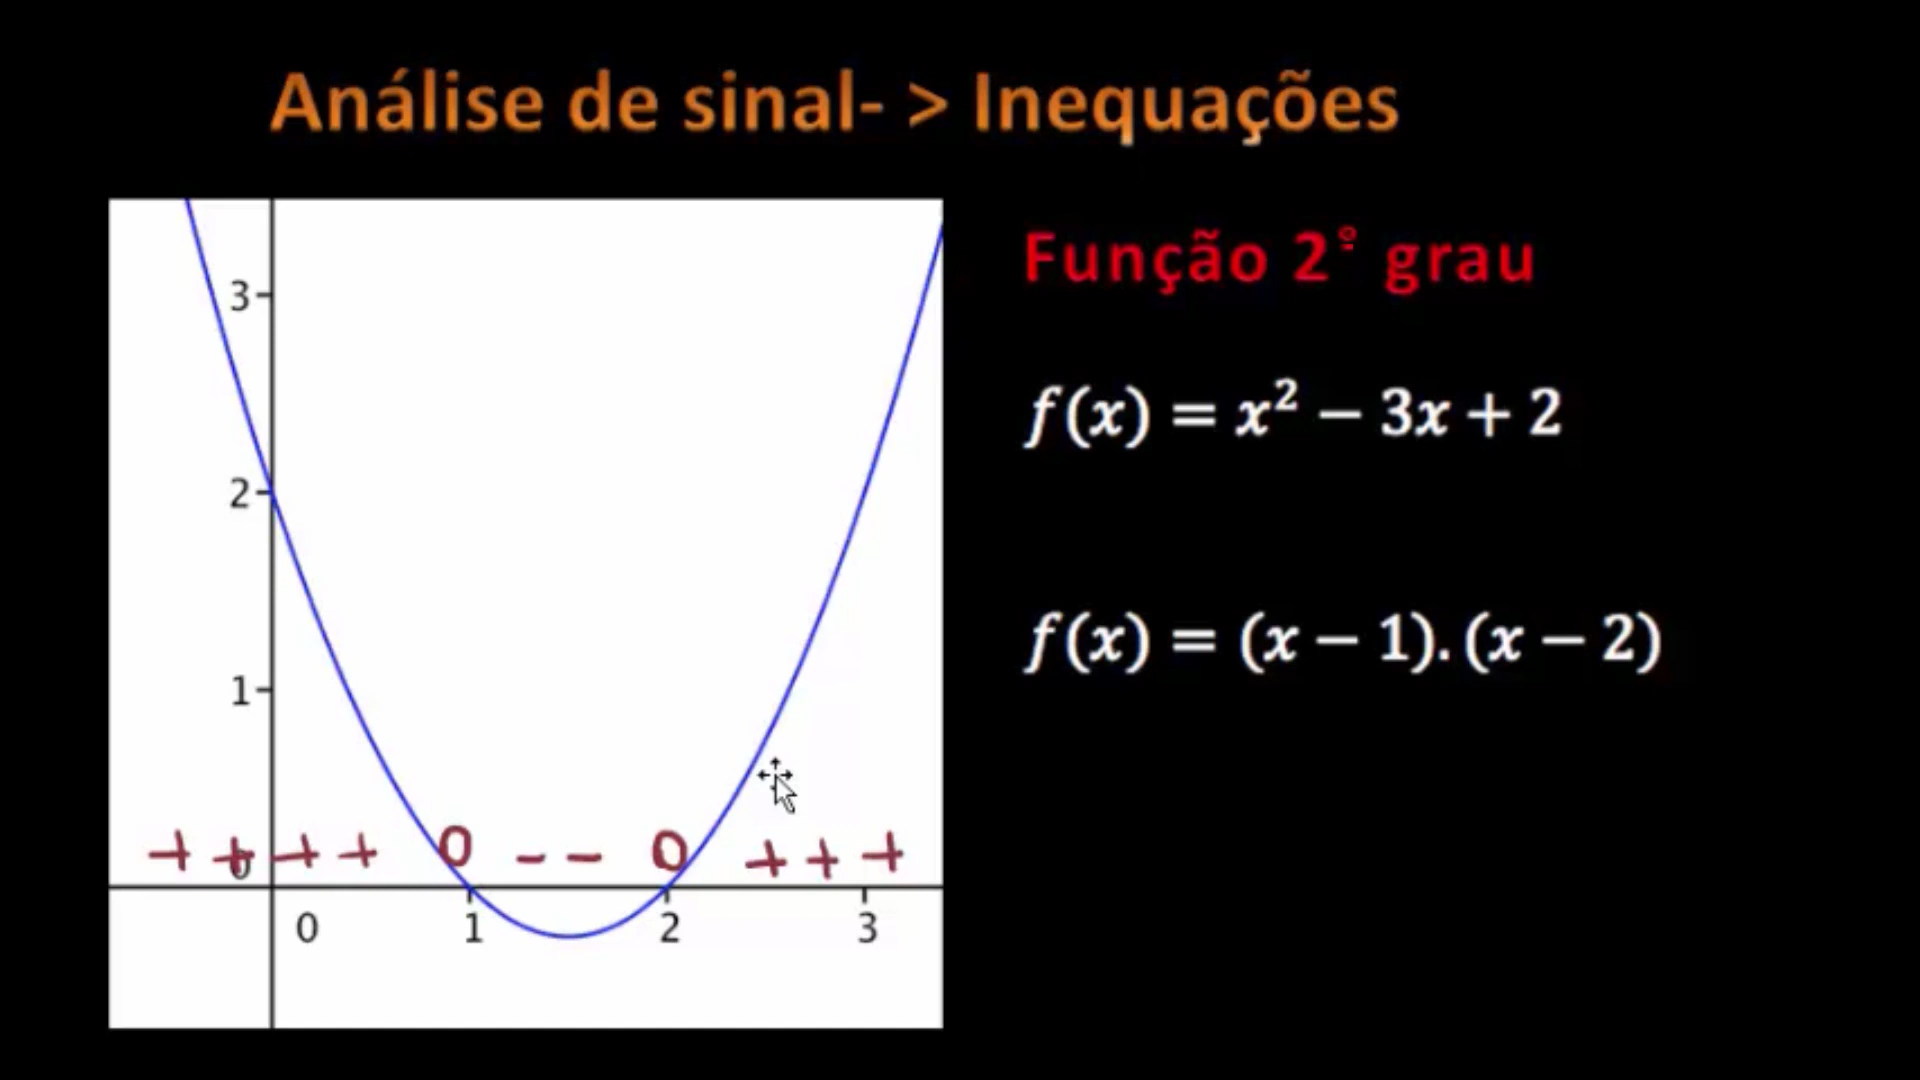 Análise de sinal- > Inequações
Função 2º grau
f(x) = x² − 3x + 2
f(x) = (x − 1). (x − 2)
3
2
1
+ + + + 0 - - 0 + + +
0
0 1 2 3